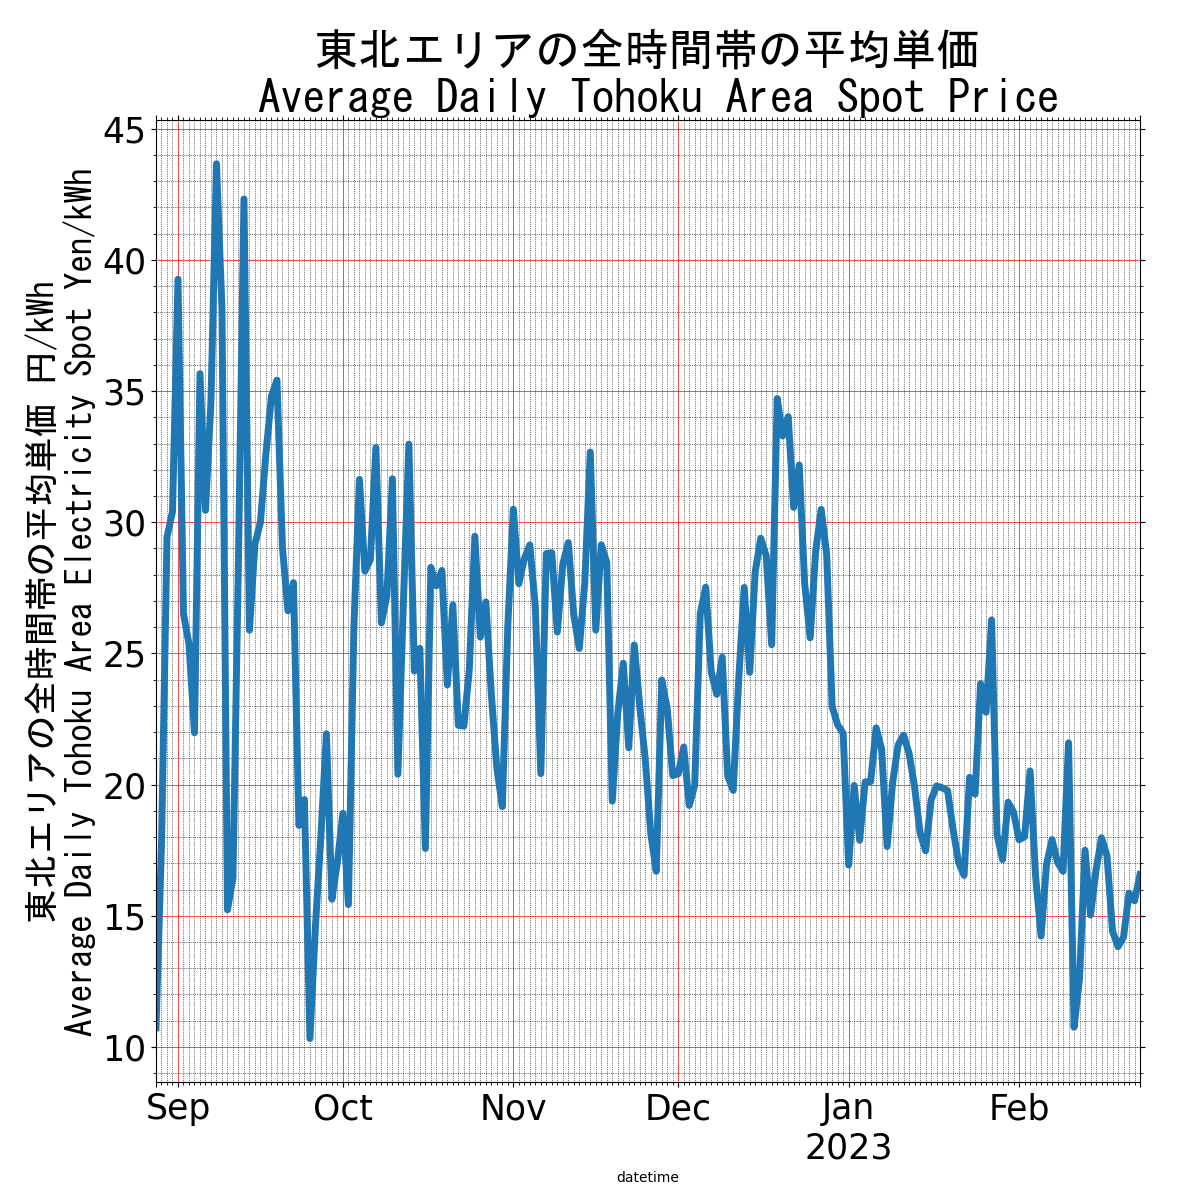 東北エリアの全時間帯の平均単価
Average Daily Tohoku Area Spot Price
東北エリアの全時間帯の平均単価 円/kWh
Average Daily Tohoku Area Electricity Spot Yen/kWh
45
40
35
30
25
20
15
10
Sep Oct Nov Dec Jan Feb
2023
datetime